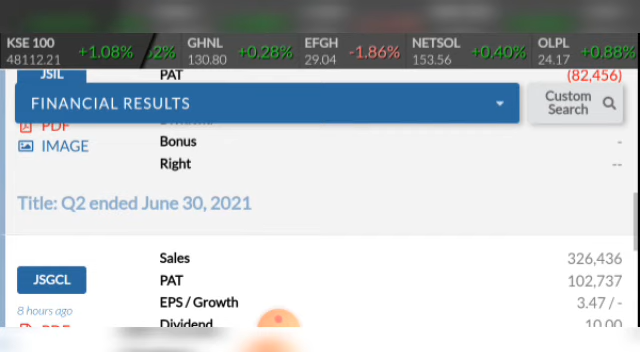 KSE 100 48112.21 +1.08% 52% GHNL 130.80 +0.28% EFGH 29.04 -1.86% NETSOL 153.56 +0.40% OLPL 24.17 +0.88%
JSIL PAT (82,456)
FINANCIAL RESULTS Custom Search
PDF Dividend
IMAGE Bonus -
Right --
Title: Q2 ended June 30, 2021
Sales 326,436
JSGCL PAT 102,737
EPS / Growth 3.47 / -
8 hours ago
PDF Dividend 10.00